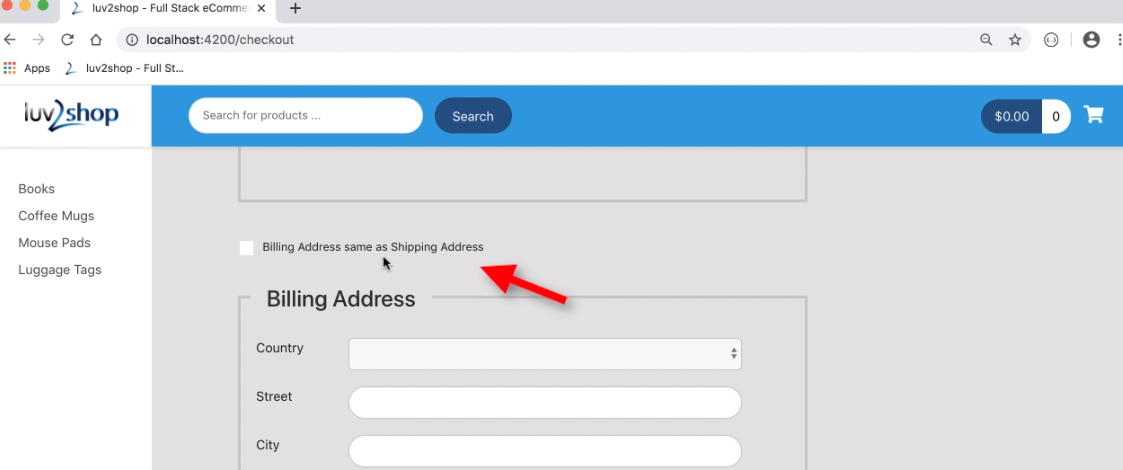 luv2shop - Full Stack eComme
localhost:4200/checkout
Apps luv2shop - Full St...
luv2shop
Search for products ...
Search
$0.00
0
Books
Coffee Mugs
Mouse Pads
Luggage Tags
Billing Address same as Shipping Address
Billing Address
Country
Street
City